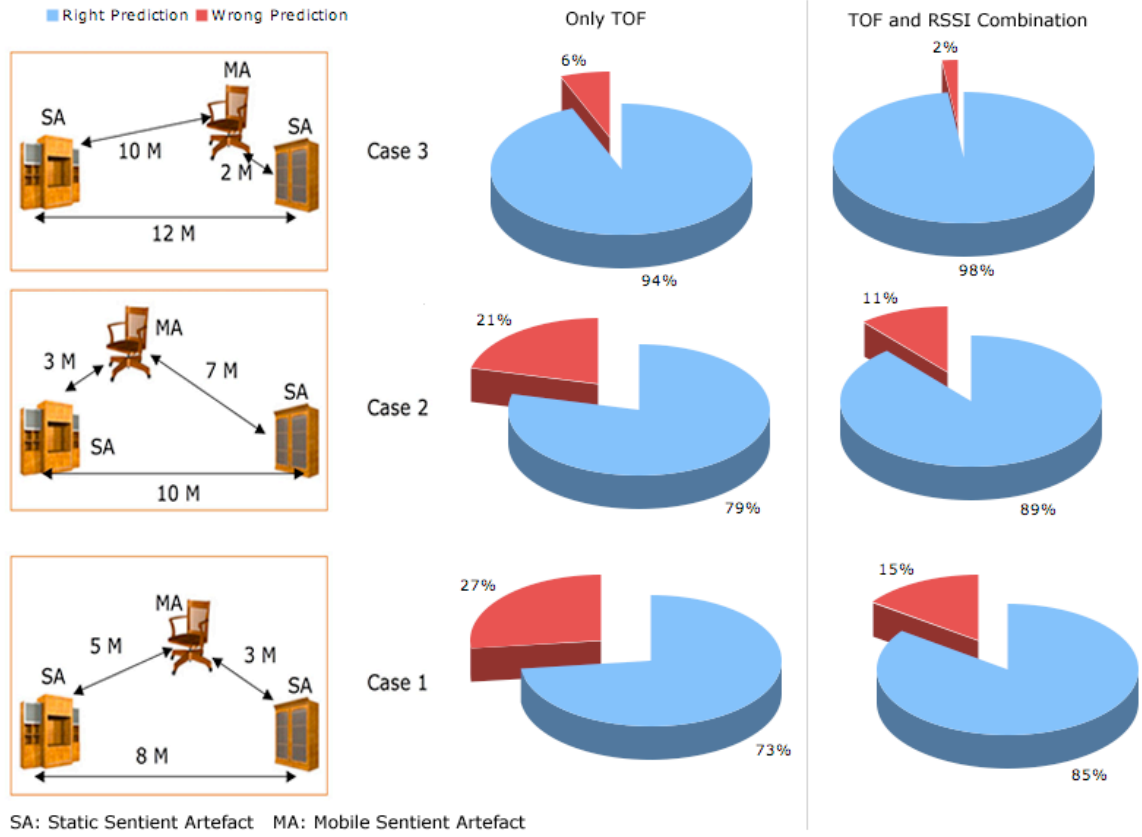 Right Prediction Wrong Prediction
Only TOF
TOF and RSSI Combination
MA
SA
SA
10 M
2 M
12 M
Case 3
6%
94%
2%
98%
MA
3 M
7 M
SA
SA
10 M
Case 2
21%
79%
11%
89%
MA
5 M
3 M
SA
SA
8 M
Case 1
27%
73%
15%
85%
SA: Static Sentient Artefact MA: Mobile Sentient Artefact